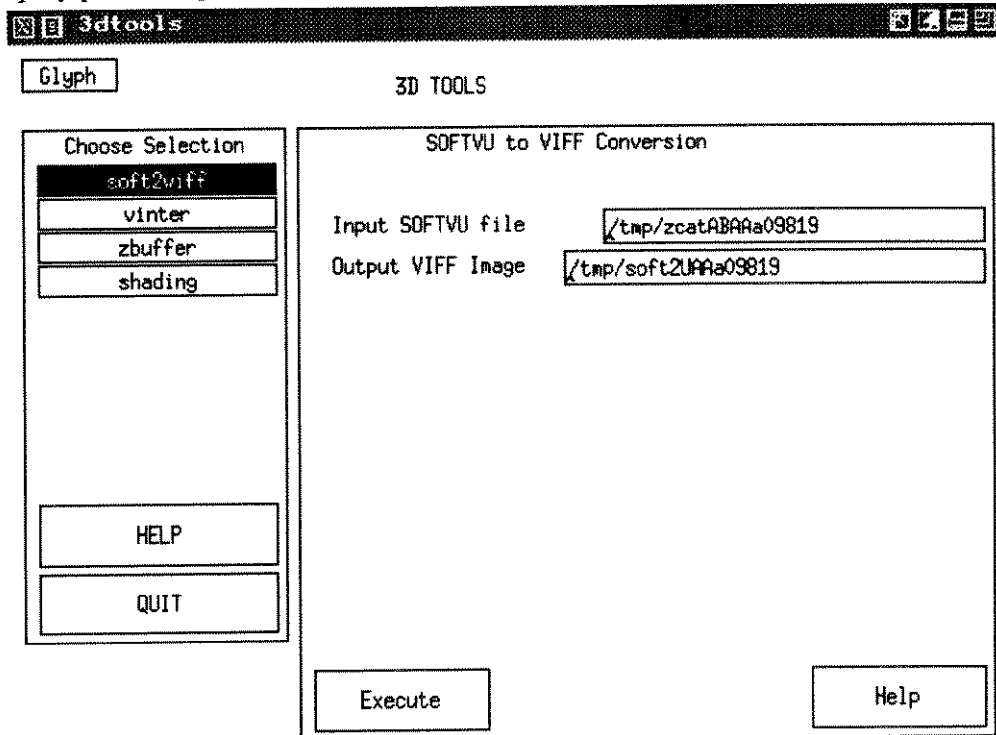 3dtools
Glyph
3D TOOLS
Choose Selection
soft2viff
vinter
zbuffer
shading
HELP
QUIT
SOFTVU to VIFF Conversion
Input SOFTVU file
/tmp/zcatABAAa09819
Output VIFF Image
/tmp/soft2UAAa09819
Execute
Help